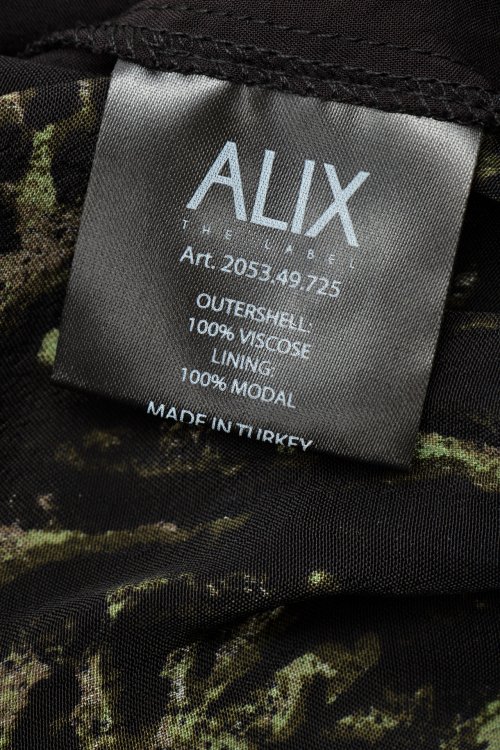 ALIX
THE LABEL
Art. 2053.49.725
OUTERSHELL:
100% VISCOSE
LINING:
100% MODAL
MADE IN TURKEY